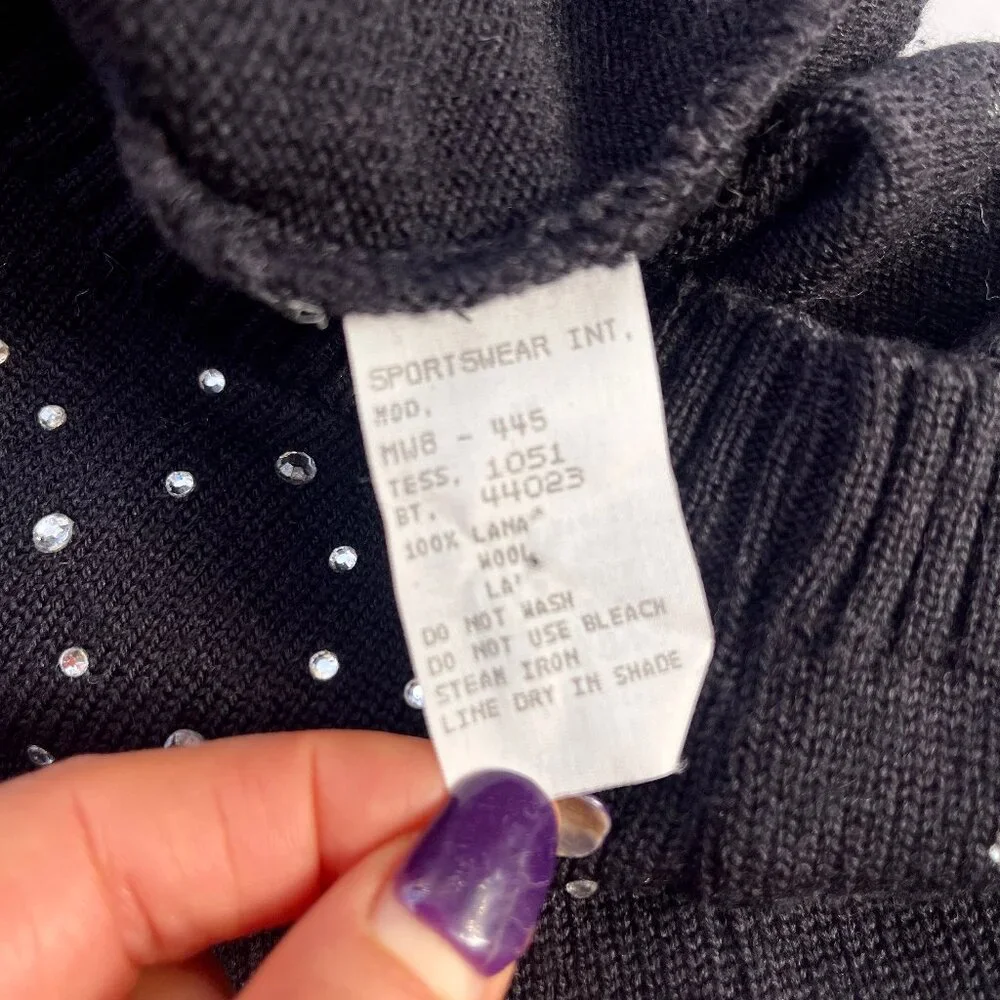 SPORTSWEAR INT.
MOD.
MW8 - 445
TESS. 1051
BT. 44023
100% LANA
WOOL
DO NOT WASH
DO NOT USE BLEACH
STEAM IRON
LINE DRY IN SHADE